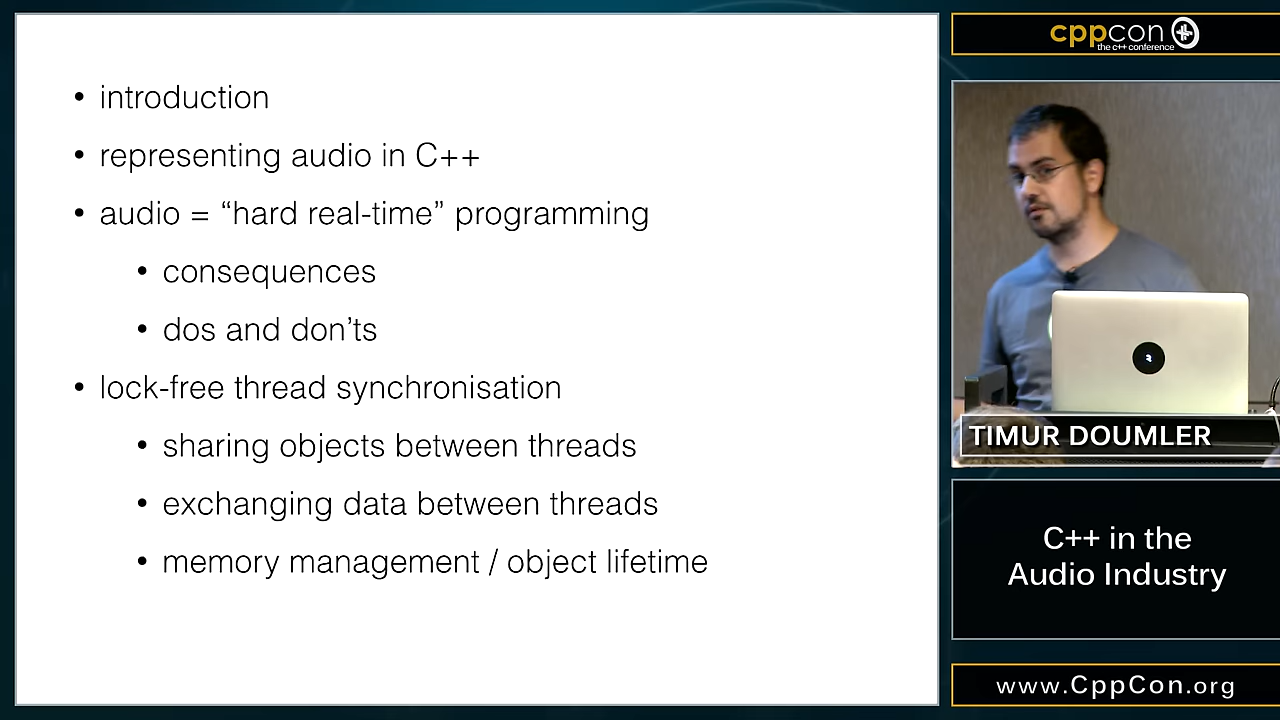 • introduction
• representing audio in C++
• audio = “hard real-time” programming
• consequences
• dos and don’ts
• lock-free thread synchronisation
• sharing objects between threads
• exchanging data between threads
• memory management / object lifetime
cppcon
the c++ conference
TIMUR DOUMLER
C++ in the
Audio Industry
www.CppCon.org